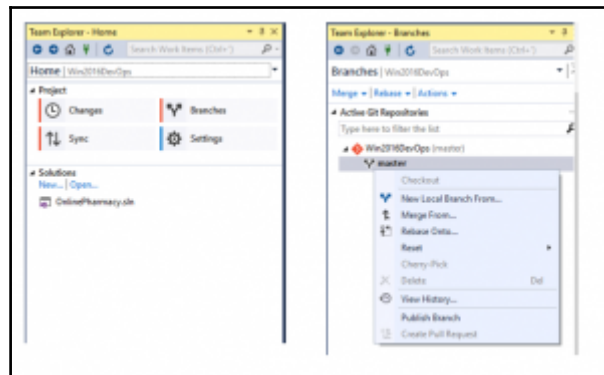 Team Explorer - Home
Search Work Items (Ctrl+')
Home | Win2016DevOps
Project
Changes
Branches
Sync
Settings
Solutions
New... | Open...
OnlinePharmacy.sln
Team Explorer - Branches
Search Work Items (Ctrl+')
Branches | Win2016DevOps
Merge | Rebase | Actions
Active Git Repositories
Type here to filter the list
Win2016DevOps (master)
master
Checkout
New Local Branch From...
Merge From...
Rebase Onto...
Reset
Cherry-Pick
Delete Del
View History...
Publish Branch
Create Pull Request